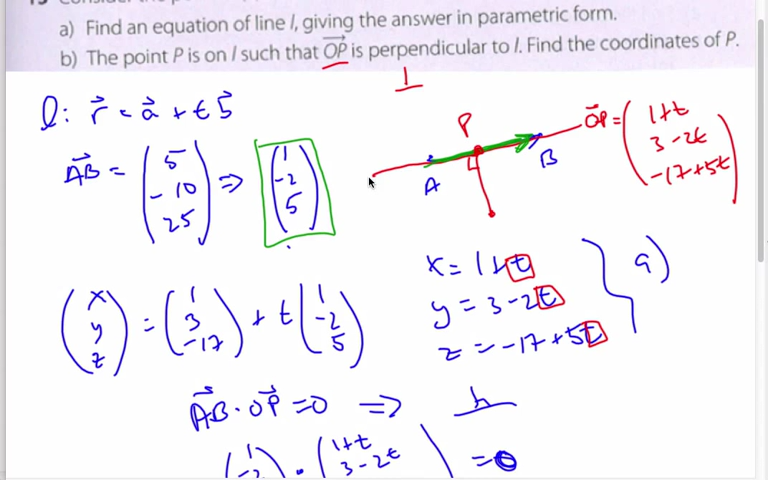 a) Find an equation of line l, giving the answer in parametric form.
b) The point P is on l such that OP is perpendicular to l. Find the coordinates of P.
⊥
l: r = a + t b
AB = (5 -10 25) => (1 -2 5)
P
A
B
OP = (1+t 3-2t -17+5t)
x = 1+t
y = 3-2t
z = -17+5t
a)
(x y z) = (1 3 -17) + t (1 -2 5)
AB · OP = 0 =>
(1 -2 · (1+t 3-2t ) = 0